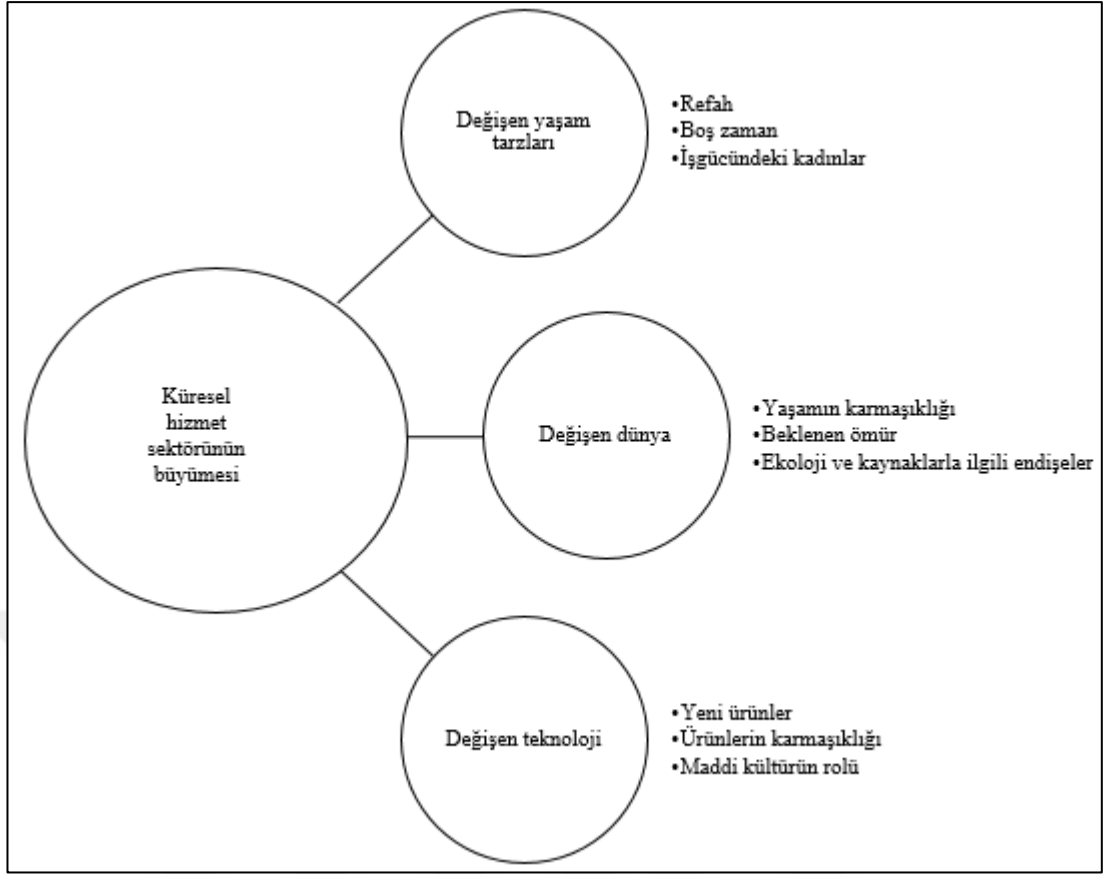 Değişen yaşam
tarzları
•Refah
•Boş zaman
•İşgücündeki kadınlar
Küresel
hizmet
sektörünün
büyümesi
Değişen dünya
•Yaşamın karmaşıklığı
•Beklenen ömür
•Ekoloji ve kaynaklarla ilgili endişeler
Değişen teknoloji
•Yeni ürünler
•Ürünlerin karmaşıklığı
•Maddi kültürün rolü